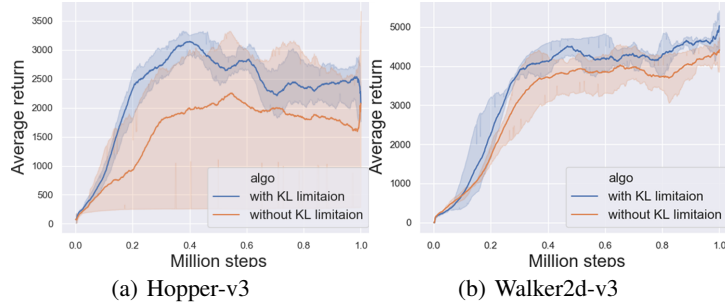 3500
3000
2500
2000
1500
1000
500
0
Average return
algo
with KL limitaion
without KL limitaion
0.0 0.2 0.4 0.6 0.8 1.0
Million steps
(a) Hopper-v3
5000
4000
3000
2000
1000
0
Average return
algo
with KL limitaion
without KL limitaion
0.0 0.2 0.4 0.6 0.8 1.0
Million steps
(b) Walker2d-v3